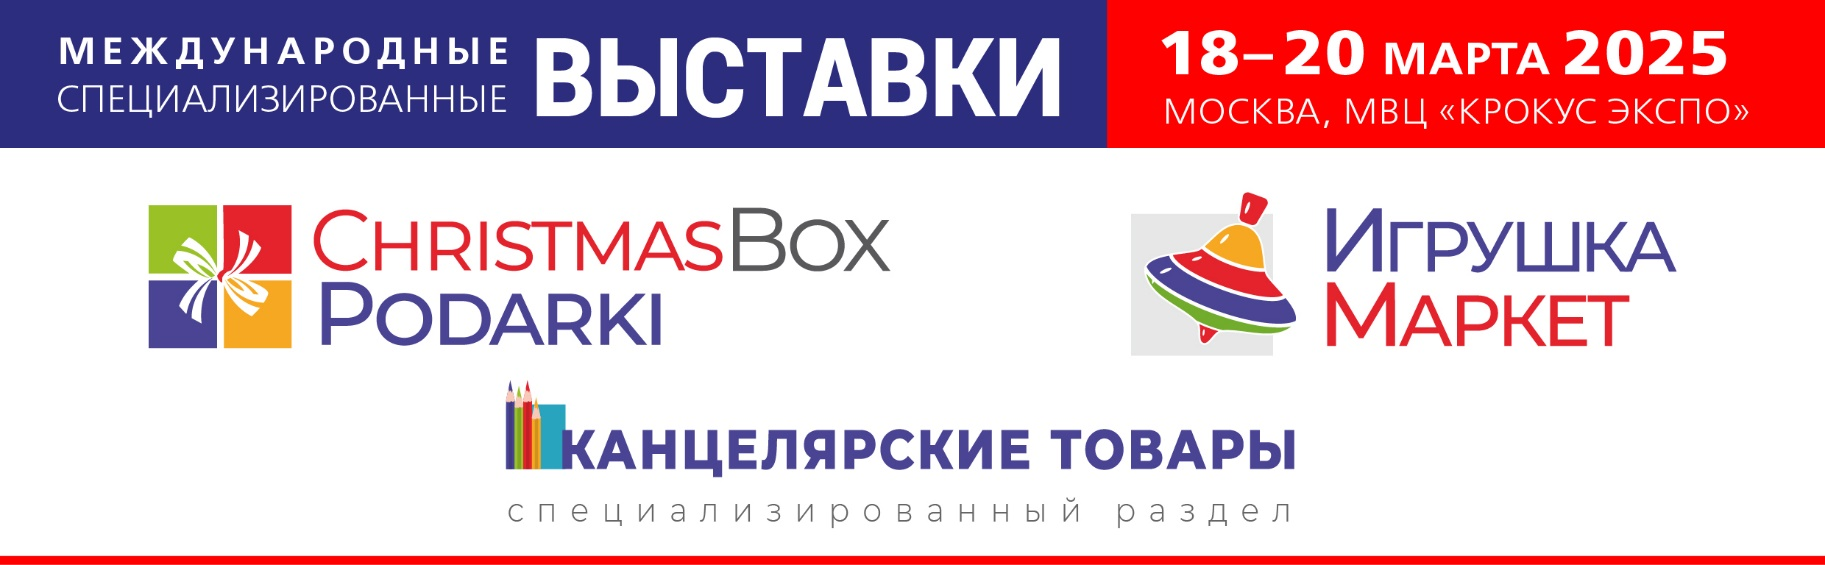 МЕЖДУНАРОДНЫЕ
СПЕЦИАЛИЗИРОВАННЫЕ
ВЫСТАВКИ
18–20 МАРТА 2025
МОСКВА, МВЦ «КРОКУС ЭКСПО»
CHRISTMASBOX
PODARKI
ИГРУШКА
МАРКЕТ
КАНЦЕЛЯРСКИЕ ТОВАРЫ
специализированный раздел